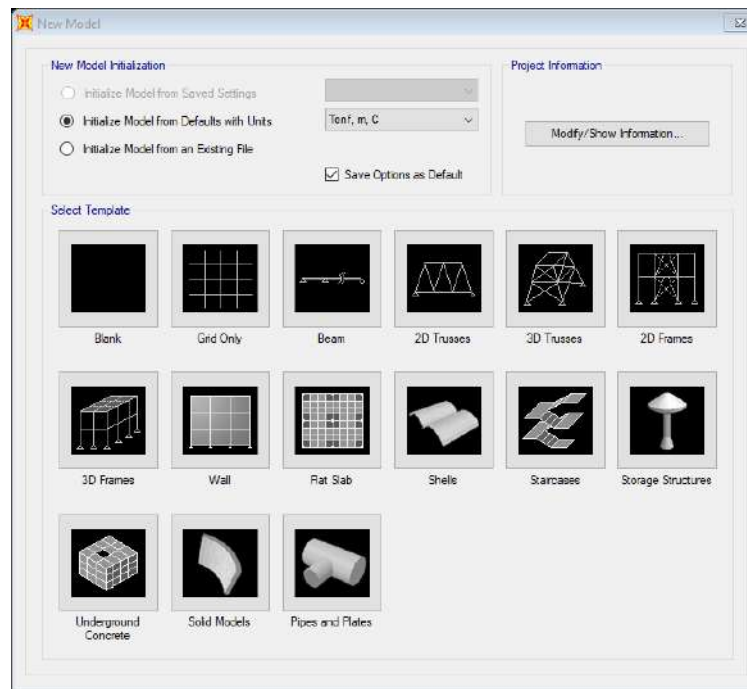 New Model
New Model Initialization
Project Information
Initialize Model from Saved Settings
Initialize Model from Defaults with Units
Tonf, m, C
Modify/Show Information...
Initialize Model from an Existing File
Save Options as Default
Select Template
Blank
Grid Only
Beam
2D Trusses
3D Trusses
2D Frames
3D Frames
Wall
Flat Slab
Shells
Staircases
Storage Structures
Underground
Concrete
Solid Models
Pipes and Plates